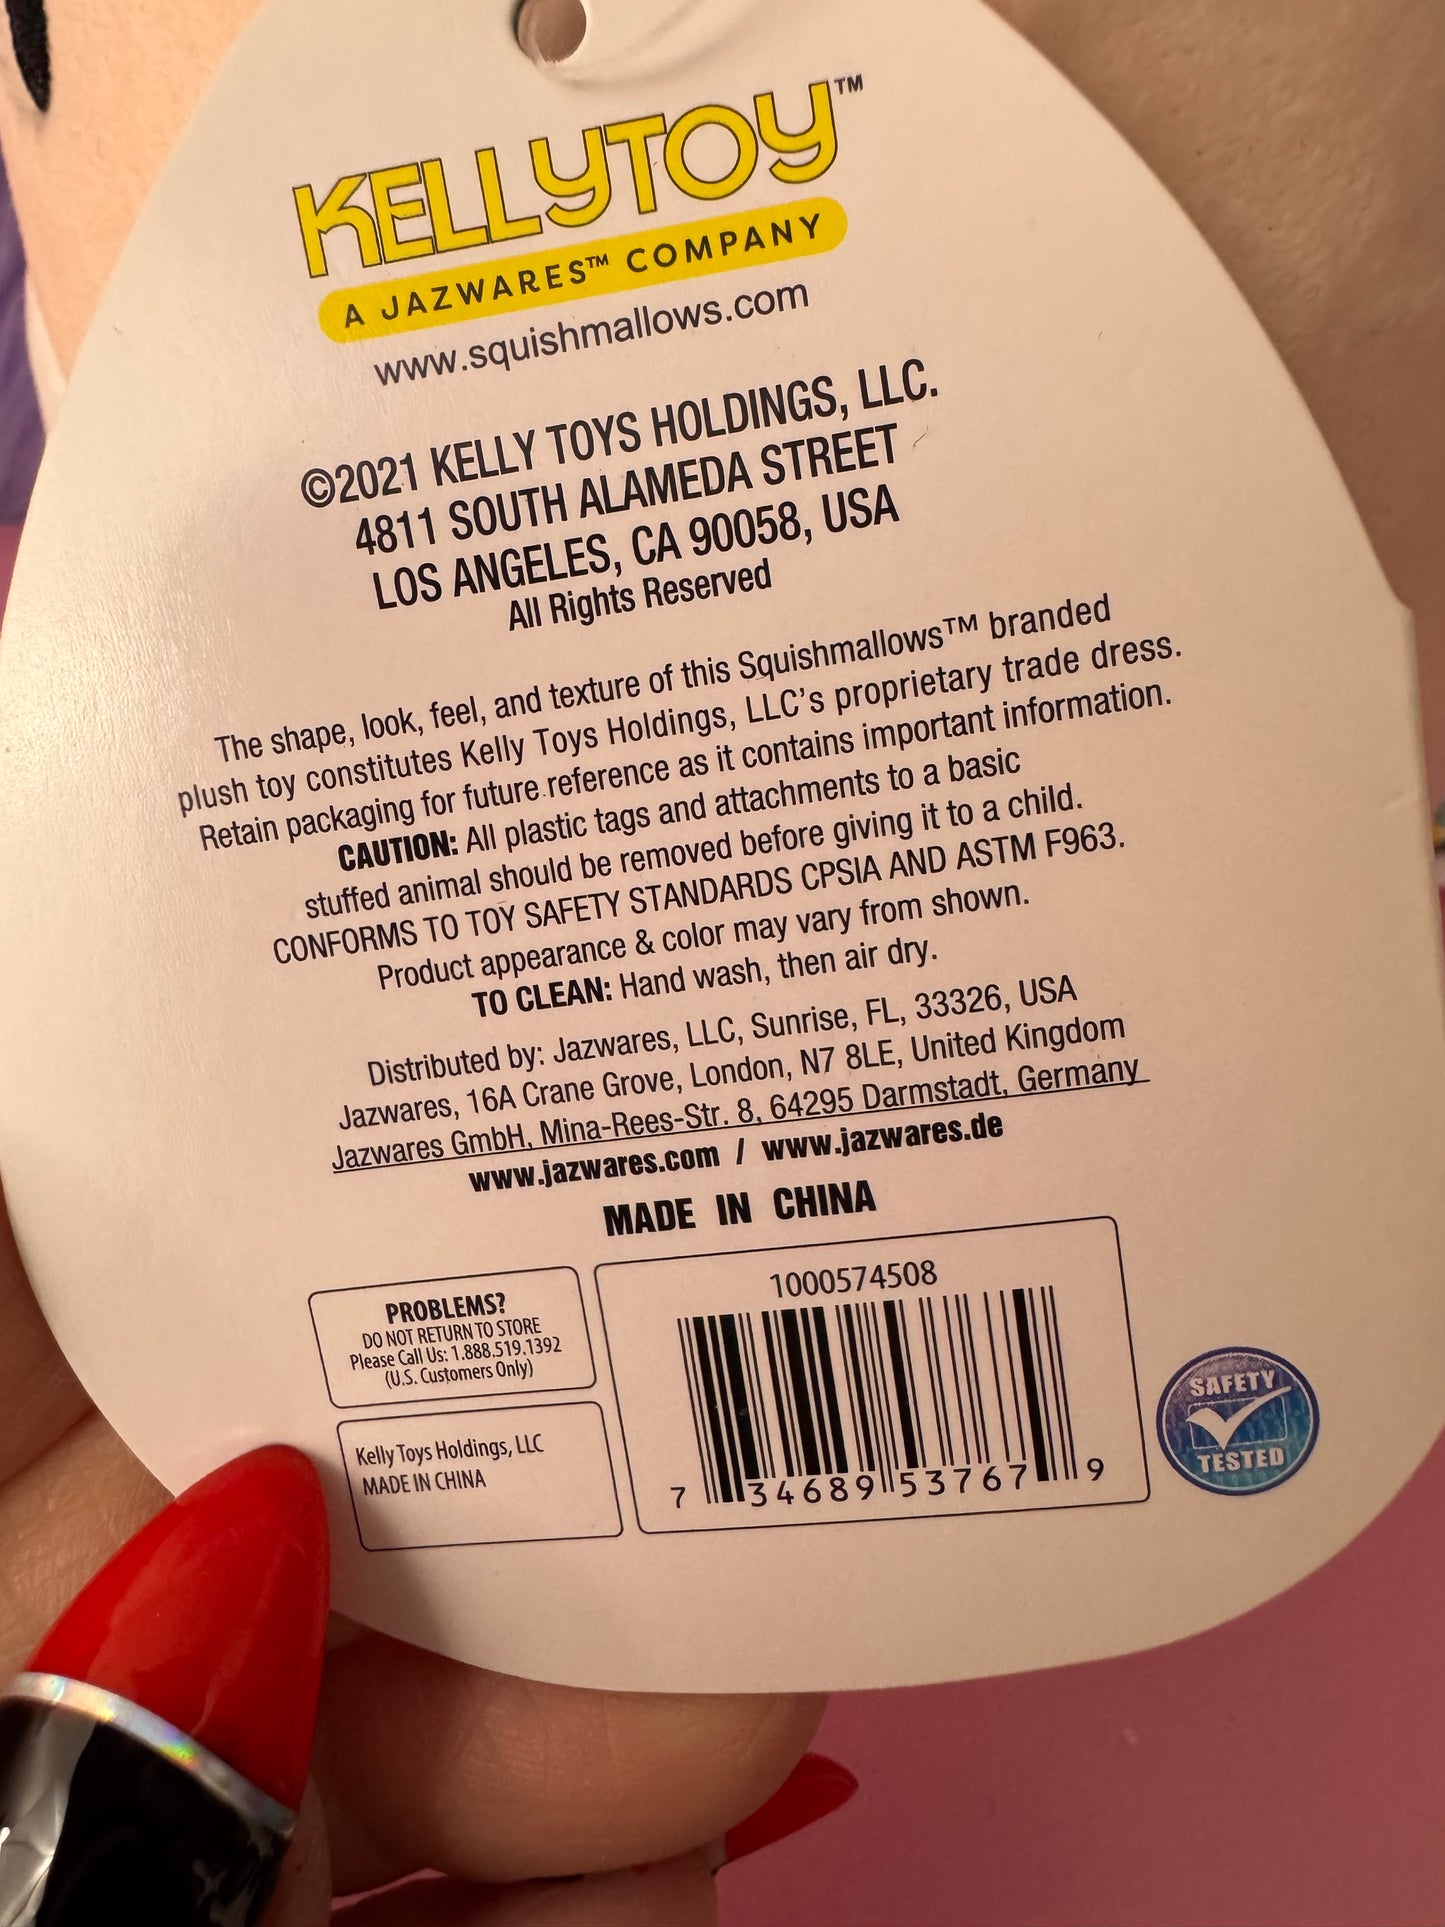 KELLYTOY™
A JAZWARES™ COMPANY
www.squishmallows.com
©2021 KELLY TOYS HOLDINGS, LLC.
4811 SOUTH ALAMEDA STREET
LOS ANGELES, CA 90058, USA
All Rights Reserved
The shape, look, feel, and texture of this Squishmallows™ branded
plush toy constitutes Kelly Toys Holdings, LLC's proprietary trade dress.
Retain packaging for future reference as it contains important information.
CAUTION: All plastic tags and attachments to a basic
stuffed animal should be removed before giving it to a child.
CONFORMS TO TOY SAFETY STANDARDS CPSIA AND ASTM F963.
Product appearance & color may vary from shown.
TO CLEAN: Hand wash, then air dry.
Distributed by: Jazwares, LLC, Sunrise, FL, 33326, USA
Jazwares, 16A Crane Grove, London, N7 8LE, United Kingdom
Jazwares GmbH, Mina-Rees-Str. 8, 64295 Darmstadt, Germany
www.jazwares.com / www.jazwares.de
MADE IN CHINA
PROBLEMS?
DO NOT RETURN TO STORE
Please Call Us: 1.888.519.1392
(U.S. Customers Only)
Kelly Toys Holdings, LLC
MADE IN CHINA
1000574508
7 34689 53767 9
SAFETY
TESTED